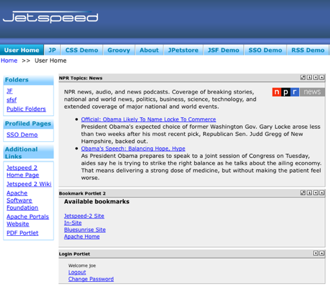 Jetspeed
User Home JP CSS Demo Groovy About JPetstore JSF Demo SSO Demo RSS Demo
Home >> User Home
Folders
JF
sfsf
Public Folders
Profiled Pages
SSO Demo
Additional Links
Jetspeed 2
Home Page
Jetspeed 2 Wiki
Apache
Software
Foundation
Apache Portals
Website
PDF Portlet
NPR Topics: News
n p r news
NPR news, audio, and news podcasts. Coverage of breaking stories,
national and world news, politics, business, science, technology, and
extended coverage of major national and world events.
Official: Obama Likely To Name Locke To Commerce
President Obama's expected choice of former Washington Gov. Gary Locke arose less
than two weeks after his most recent pick, Republican Sen. Judd Gregg of New
Hampshire, backed out.
Obama's Speech: Balancing Hope, Hype
As President Obama prepares to speak to a joint session of Congress on Tuesday,
aides say he is trying to strike the right balance as he talks about the ailing economy.
That means delivering a strong dose of medicine, but without making the patient feel
worse.
Bookmark Portlet 2
Available bookmarks
Jetspeed-2 Site
In-Site
Bluesunrise Site
Apache Home
Login Portlet
Welcome Joe
Logout
Change Password